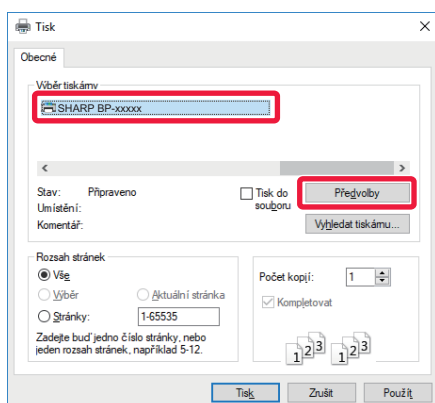 Tisk
Obecné
Výběr tiskárny
SHARP BP-xxxxx
Stav: Připraveno
Umístění:
Komentář:
Tisk do souboru
Předvolby
Vyhledat tiskárnu...
Rozsah stránek
Vše
Výběr
Aktuální stránka
Stránky: 1-65535
Zadejte buď jedno číslo stránky, nebo
jeden rozsah stránek, například 5-12.
Počet kopií: 1
Kompletovat
1 2 3 1 2 3
Tisk Zrušit Použít